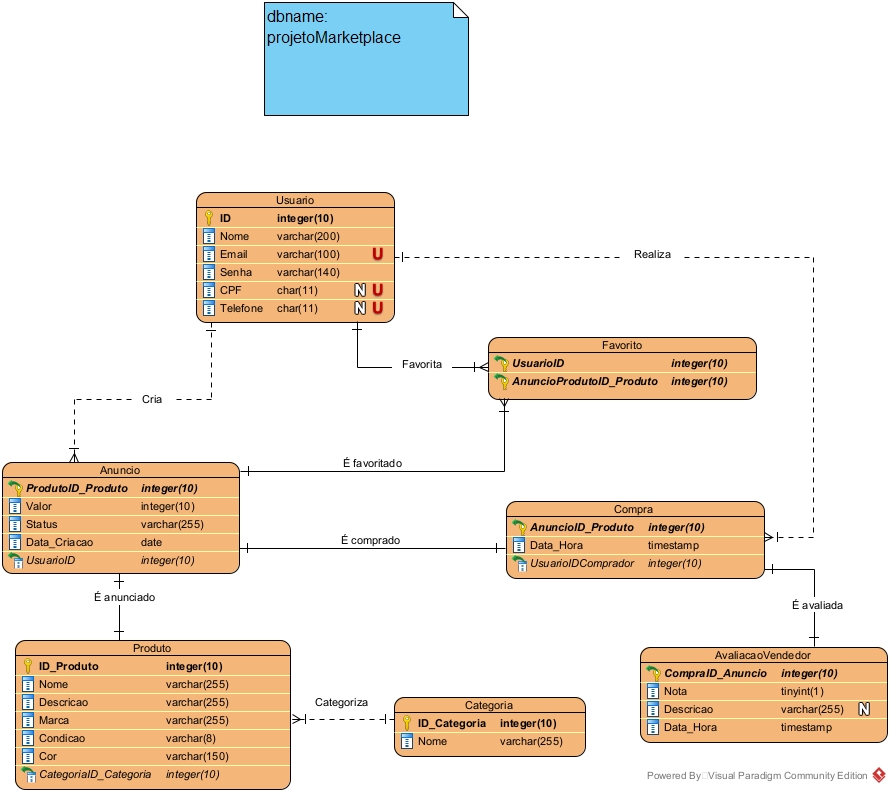 dbname:
projetoMarketplace
Usuario
ID integer(10)
Nome varchar(200)
Email varchar(100) U
Senha varchar(140)
CPF char(11) N U
Telefone char(11) N U
Realiza
Favorito
UsuarioID integer(10)
AnuncioProdutoID_Produto integer(10)
Favorita
Cria
É favoritado
Anuncio
ProdutoID_Produto integer(10)
Valor integer(10)
Status varchar(255)
Data_Criacao date
UsuarioID integer(10)
É comprado
Compra
AnuncioID_Produto integer(10)
Data_Hora timestamp
UsuarioIDComprador integer(10)
É anunciado
É avaliada
Produto
ID_Produto integer(10)
Nome varchar(255)
Descricao varchar(255)
Marca varchar(255)
Condicao varchar(8)
Cor varchar(150)
CategoriaID_Categoria integer(10)
Categoriza
Categoria
ID_Categoria integer(10)
Nome varchar(255)
AvaliacaoVendedor
CompraID_Anuncio integer(10)
Nota tinyint(1)
Descricao varchar(255) N
Data_Hora timestamp
Powered By Visual Paradigm Community Edition